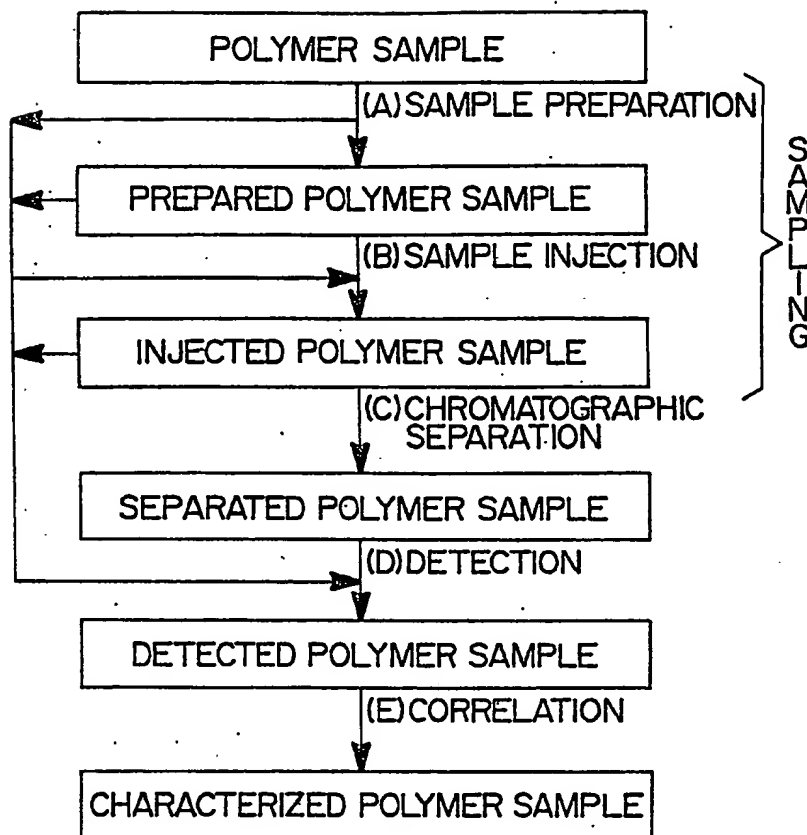 POLYMER SAMPLE
(A) SAMPLE PREPARATION
PREPARED POLYMER SAMPLE
(B) SAMPLE INJECTION
INJECTED POLYMER SAMPLE
(C) CHROMATOGRAPHIC
SEPARATION
SEPARATED POLYMER SAMPLE
(D) DETECTION
DETECTED POLYMER SAMPLE
(E) CORRELATION
CHARACTERIZED POLYMER SAMPLE
SAMPLING